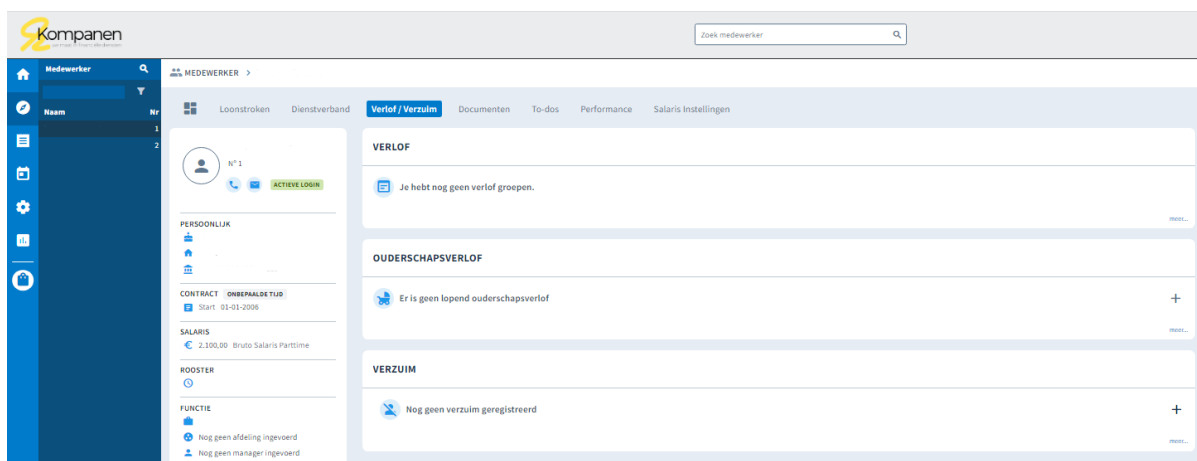 Kompanen
Zoek medewerker
Medewerker
Naam Nr
1
2
MEDEWERKER >
Loonstroken Dienstverband Verlof / Verzuim Documenten To-dos Performance Salaris Instellingen
N° 1
ACTIEVE LOGIN
PERSOONLIJK
CONTRACT ONBEPAALDE TIJD
Start 01-01-2006
SALARIS
€ 2.100,00 Bruto Salaris Parttime
ROOSTER
FUNCTIE
Nog geen afdeling ingevoerd
Nog geen manager ingevoerd
VERLOF
Je hebt nog geen verlof groepen.
meer...
OUDERSCHAPSVERLOF
Er is geen lopend ouderschapsverlof
meer...
VERZUIM
Nog geen verzuim geregistreerd
meer...